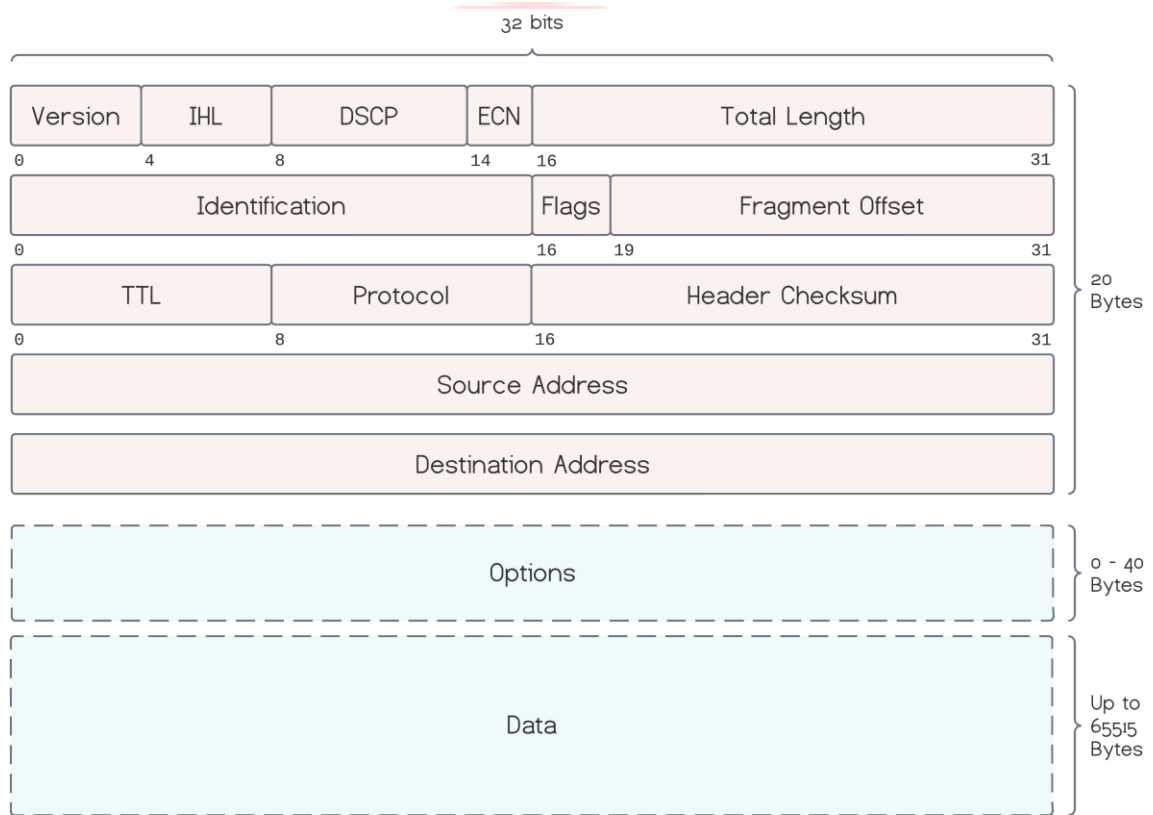 32 bits
Version IHL DSCP ECN Total Length
0 4 8 14 16 31
Identification Flags Fragment Offset
0 16 19 31
TTL Protocol Header Checksum
20
Bytes
0 8 16 31
Source Address
Destination Address
Options
0 - 40
Bytes
Data
Up to
65515
Bytes